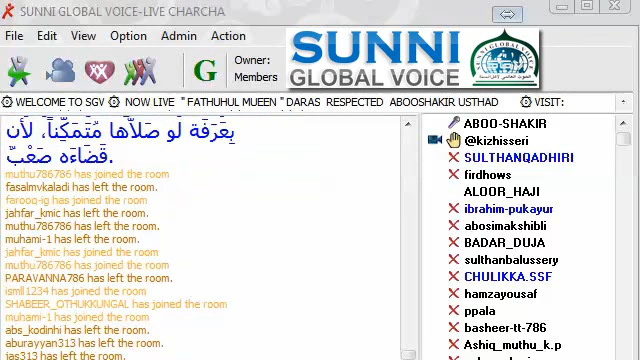 SUNNI GLOBAL VOICE-LIVE CHARCHA
File Edit View Option Admin Action
G
Owner:
Members
SUNNI
GLOBAL VOICE
WELCOME TO SGV NOW LIVE "FATHUHUL MUEEN" DARAS RESPECTED ABOOSHAKIR USTHAD VISIT:
بِعَرَفَة لَو صَلاَّها مُتَمَكِّناً، لأن
قَضَاءَه صَعْبٌ.
muthu786786 has joined the room
fasalmvkaladi has left the room.
farooq-ig has joined the room
jahfar_kmic has left the room.
muthu786786 has left the room.
muhami-1 has left the room.
jahfar_kmic has joined the room
muthu786786 has joined the room
PARAVANNA786 has left the room.
ismll1234 has joined the room
SHABEER_OTHUKKUNGAL has joined the room
muhami-1 has joined the room
abs_kodinhi has left the room.
aburayyan313 has left the room.
jas313 has left the room.
ABOO-SHAKIR
@kizhisseri
SULTHANQADHIRI
firdhows
ALOOR_HAJI
ibrahim-pukayur
abosimakshibli
BADAR_DUJA
sulthanbalussery
CHULIKKA.SSF
hamzayousaf
ppala
basheer-tt-786
Ashiq_muthu_k.p